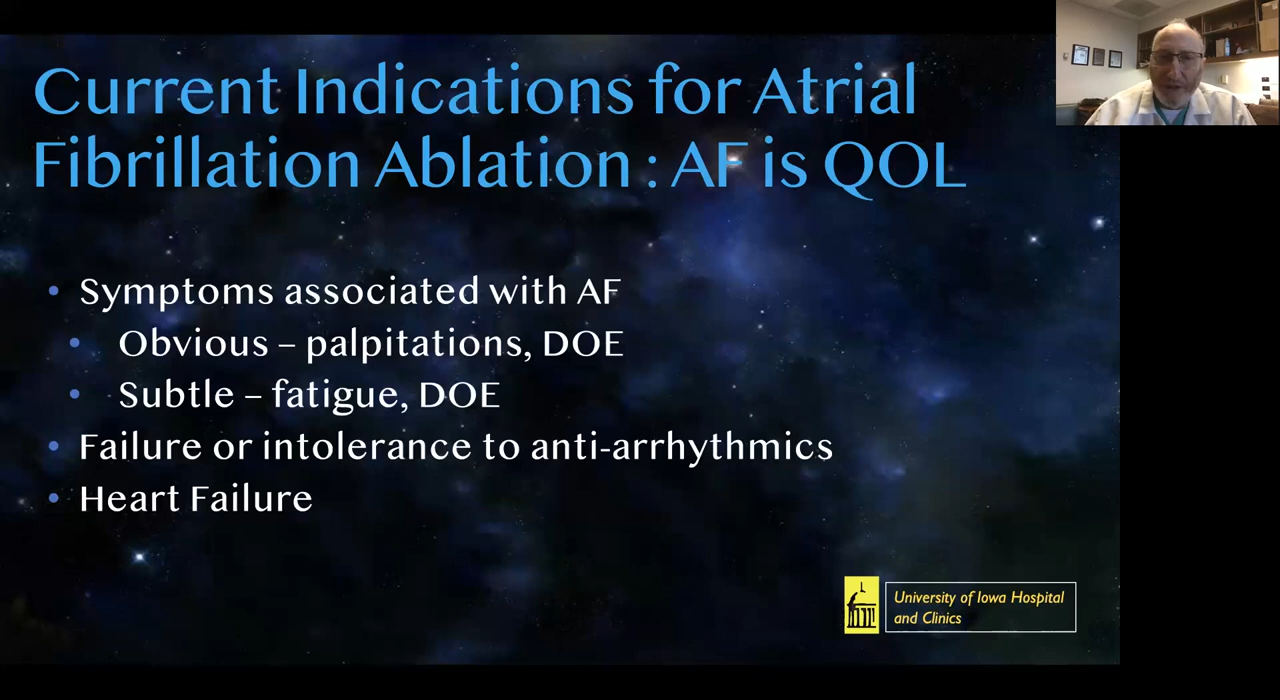 Current Indications for Atrial
Fibrillation Ablation : AF is QOL
• Symptoms associated with AF
• Obvious – palpitations, DOE
• Subtle – fatigue, DOE
• Failure or intolerance to anti-arrhythmics
• Heart Failure
University of Iowa Hospital
and Clinics